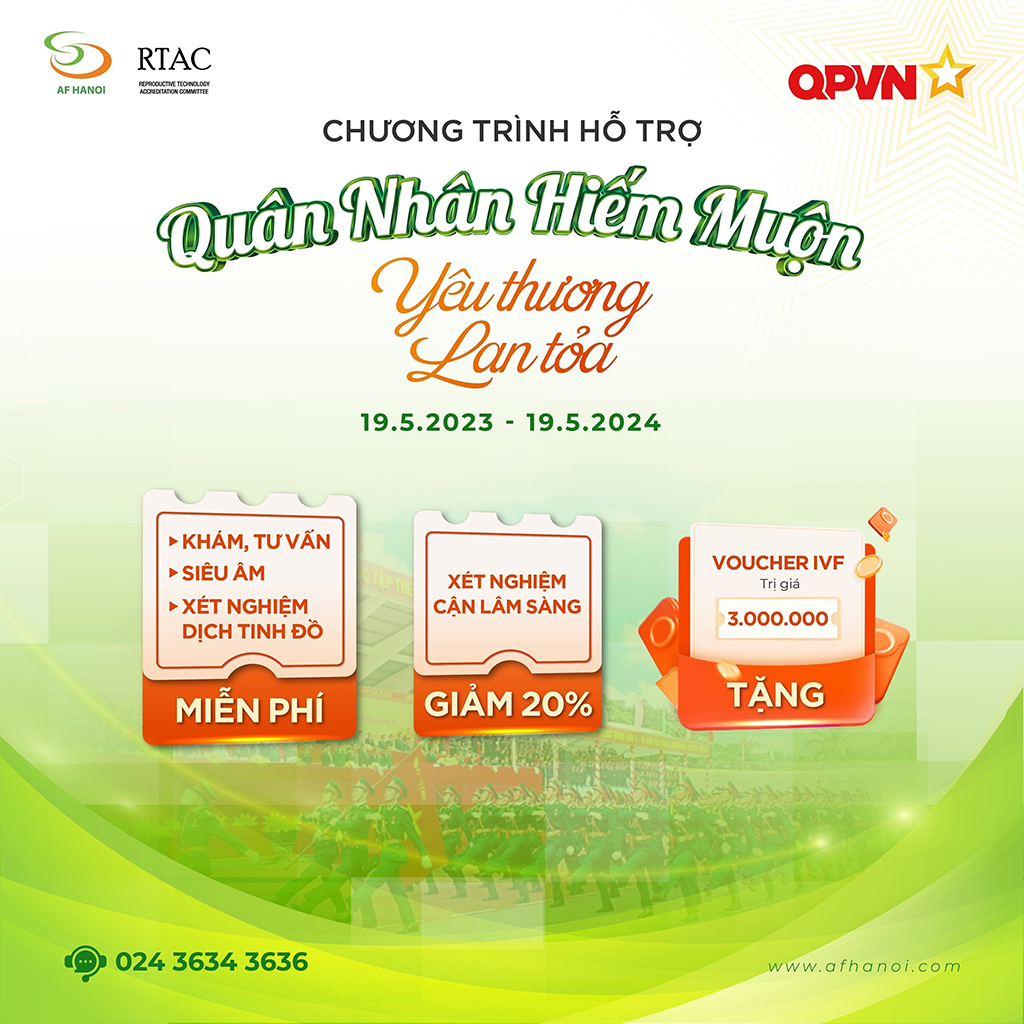 AF HANOI
RTAC
REPRODUCTIVE TECHNOLOGY
ACCREDITATION COMMITTEE
QPVN
CHƯƠNG TRÌNH HỖ TRỢ
Quân Nhân Hiếm Muộn
Yêu thương
Lan tỏa
19.5.2023 - 19.5.2024
KHÁM, TƯ VẤN
SIÊU ÂM
XÉT NGHIỆM
DỊCH TINH ĐỒ
MIỄN PHÍ
XÉT NGHIỆM
CẬN LÂM SÀNG
GIẢM 20%
VOUCHER IVF
Trị giá
3.000.000
TẶNG
024 3634 3636
www.afhanoi.com